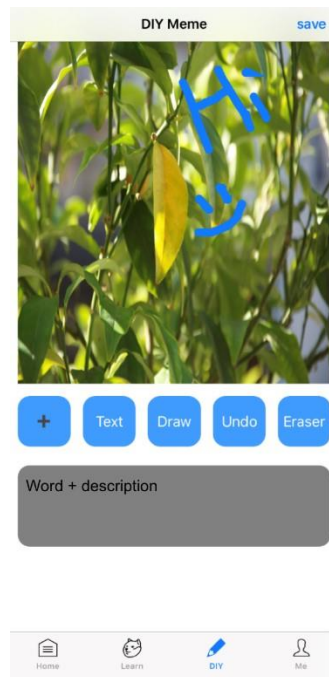 DIY Meme save
Hi
+ Text Draw Undo Eraser
Word + description
Home Learn DIY Me